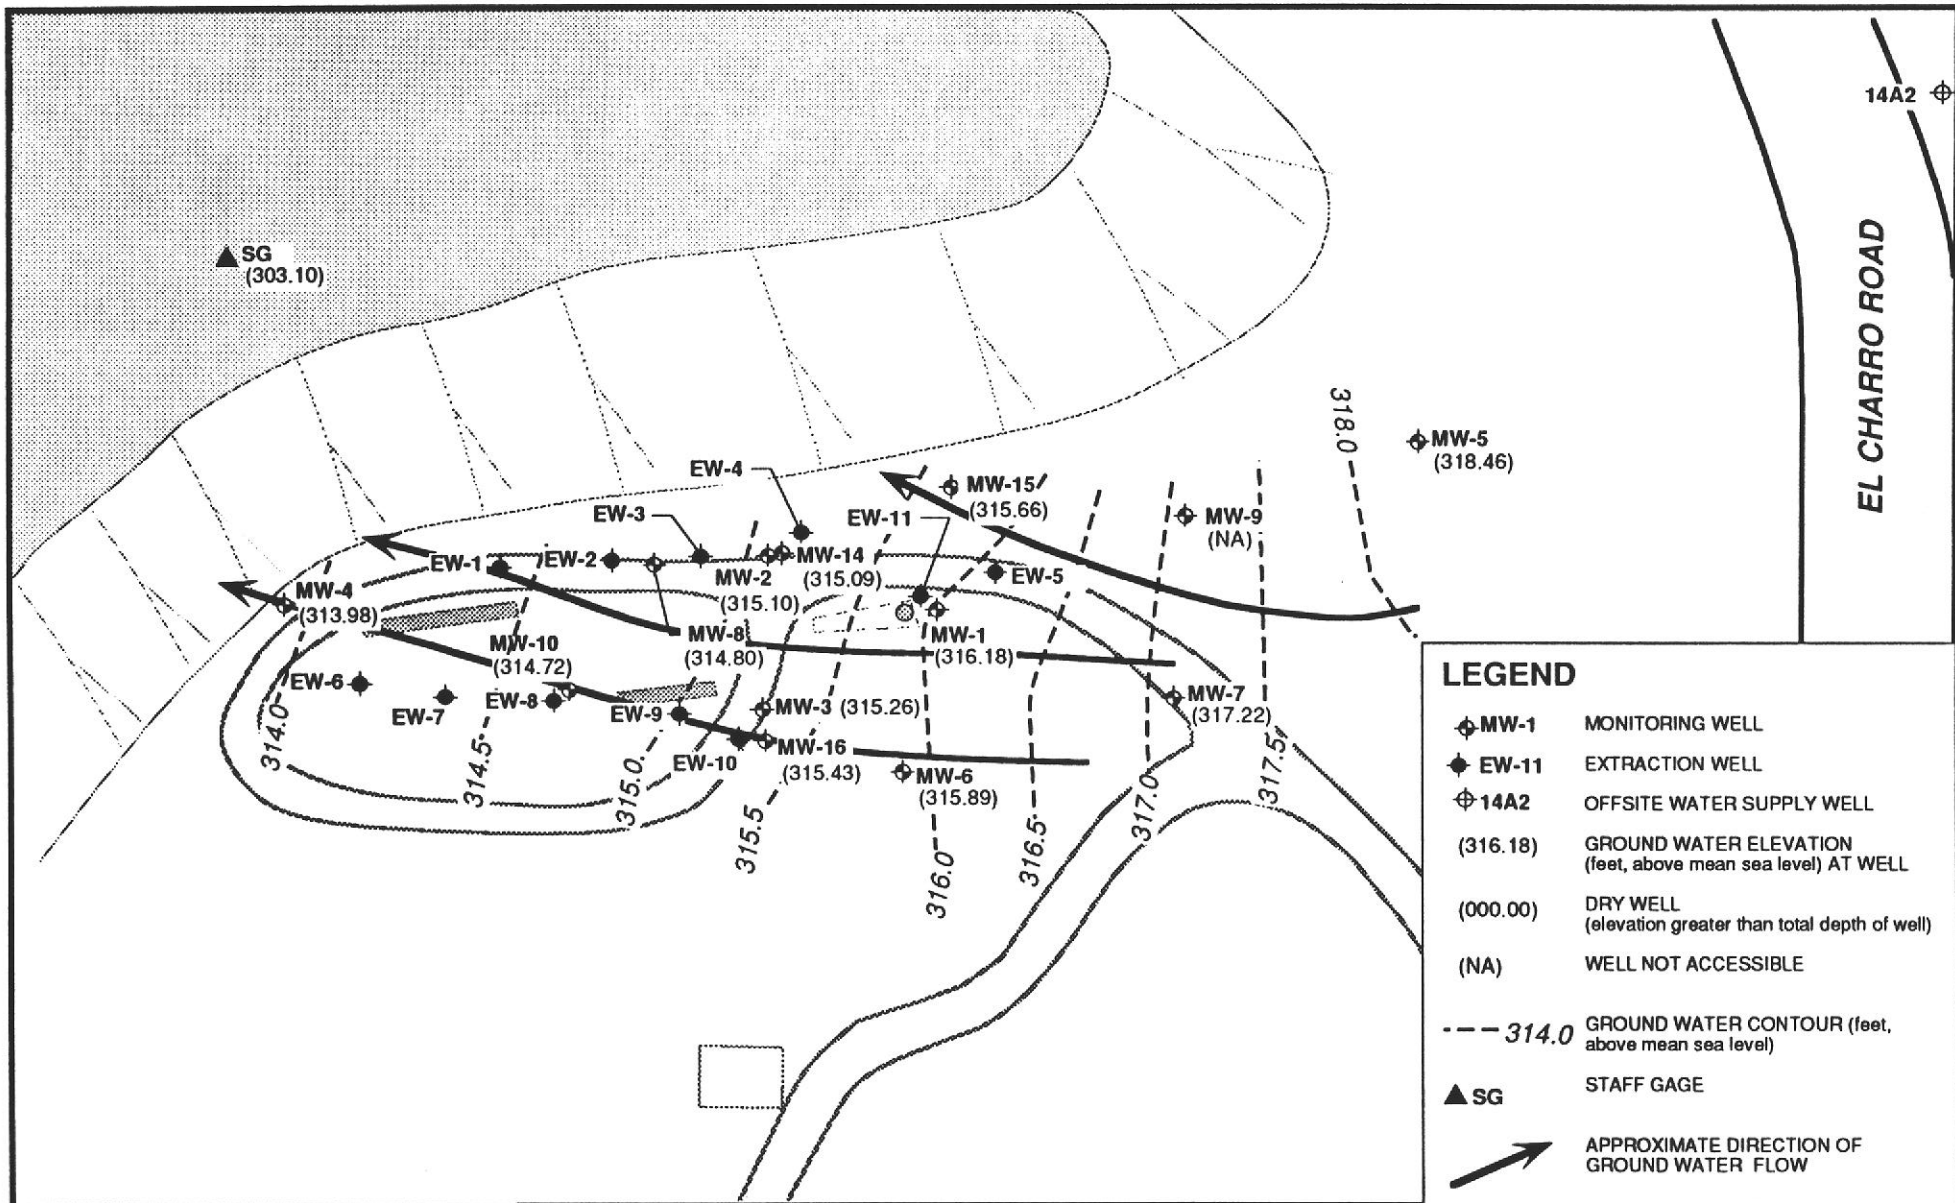 14A2
SG
(303.10)
EL CHARRO ROAD
318.0
MW-5
(318.46)
EW-4
MW-15
(315.66)
EW-3
EW-11
MW-9
(NA)
EW-1
EW-2
MW-14
(315.09)
MW-2
(315.10)
EW-5
MW-4
(313.98)
MW-8
(314.80)
MW-1
(316.18)
MW-10
(314.72)
EW-6
EW-7
EW-8
EW-9
MW-3 (315.26)
MW-7
(317.22)
EW-10
MW-16
(315.43)
MW-6
(315.89)
314.0
314.5
315.0
315.5
316.0
316.5
317.0
317.5
LEGEND
MW-1 MONITORING WELL
EW-11 EXTRACTION WELL
14A2 OFFSITE WATER SUPPLY WELL
(316.18) GROUND WATER ELEVATION
(feet, above mean sea level) AT WELL
(000.00) DRY WELL
(elevation greater than total depth of well)
(NA) WELL NOT ACCESSIBLE
314.0 GROUND WATER CONTOUR (feet,
above mean sea level)
SG STAFF GAGE
APPROXIMATE DIRECTION OF
GROUND WATER FLOW